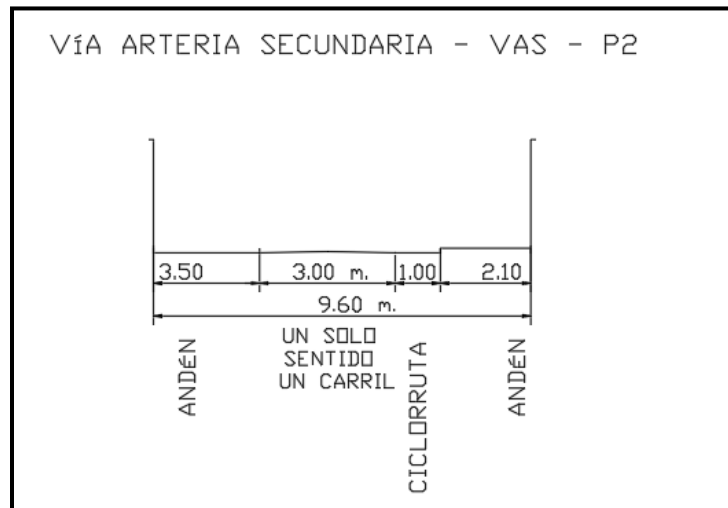 VíA ARTERIA SECUNDARIA - VAS - P2
3.50 3.00 m. 1.00 2.10
9.60 m.
UN SOLO
SENTIDO
UN CARRIL
ANDÉN
CICLORRUTA
ANDÉN